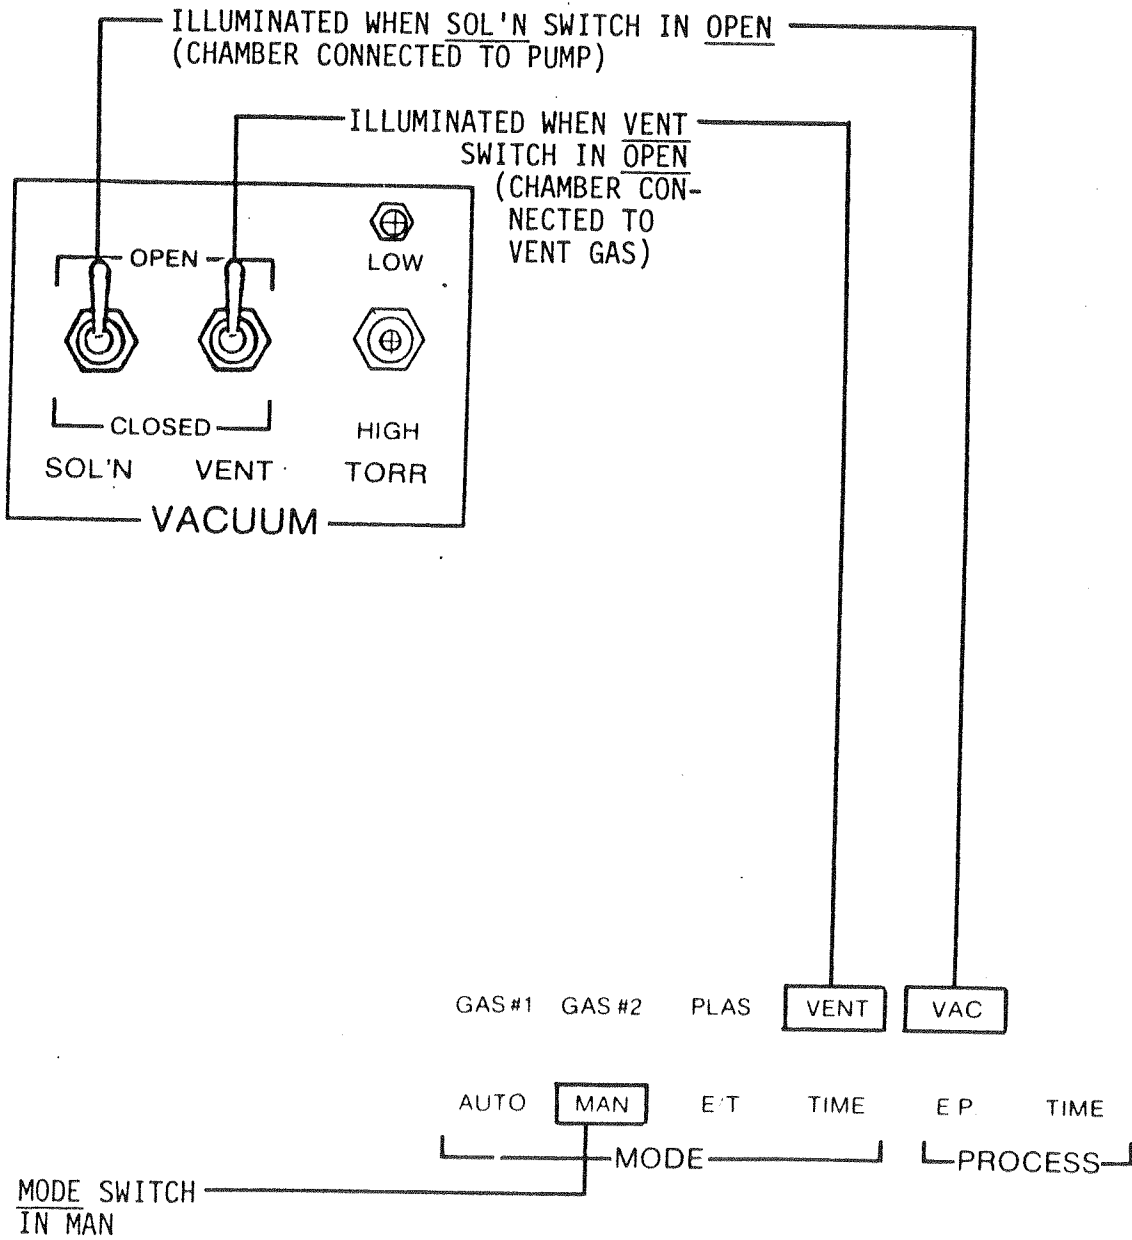 ILLUMINATED WHEN SOL'N SWITCH IN OPEN
(CHAMBER CONNECTED TO PUMP)
ILLUMINATED WHEN VENT
SWITCH IN OPEN
(CHAMBER CON-
NECTED TO
VENT GAS)
OPEN
LOW
CLOSED
HIGH
SOL'N VENT TORR
VACUUM
GAS #1 GAS #2 PLAS VENT VAC
AUTO MAN E/T TIME E P. TIME
MODE PROCESS
MODE SWITCH
IN MAN